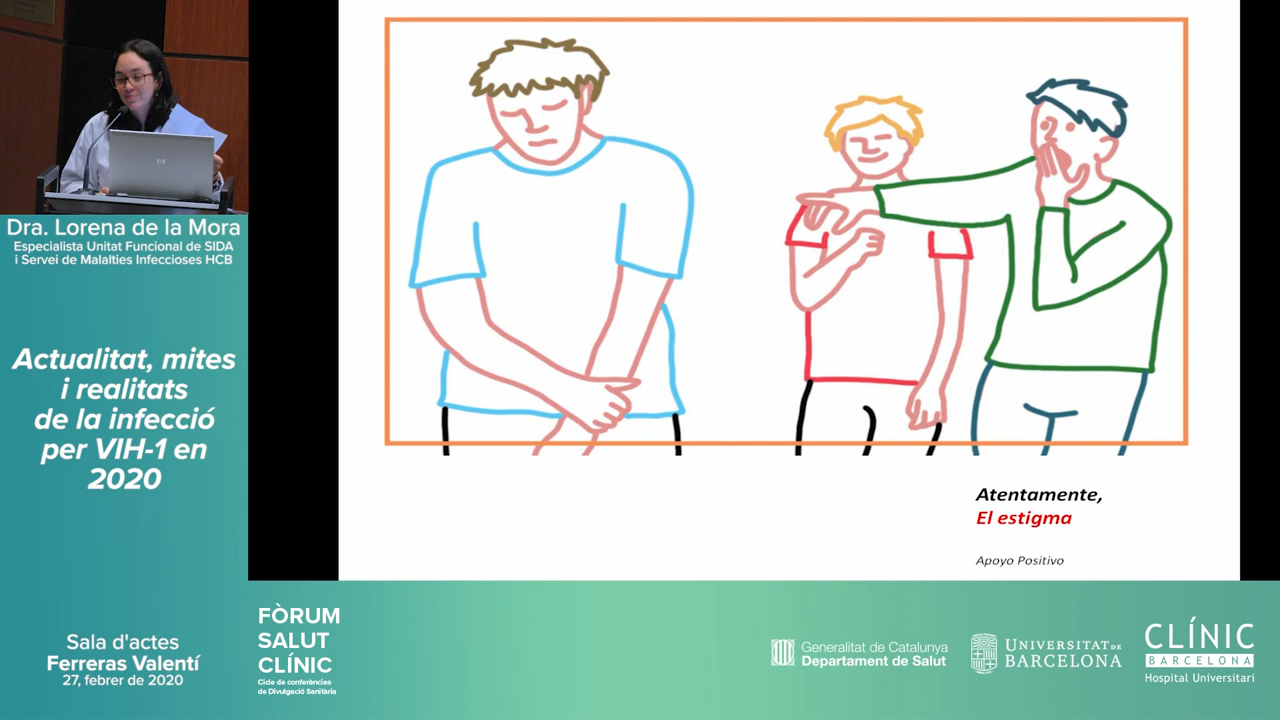 Dra. Lorena de la Mora
Especialista Unitat Funcional de SIDA
i Servei de Malalties Infeccioses HCB
Actualitat, mites
i realitats
de la infecció
per VIH-1 en
2020
Sala d'actes
Ferreras Valentí
27, febrer de 2020
Atentamente,
El estigma
Apoyo Positivo
FÒRUM
SALUT
CLÍNIC
Cicle de conferències
de Divulgació Sanitària
Generalitat de Catalunya
Departament de Salut
UNIVERSITAT DE
BARCELONA
CLÍNIC
BARCELONA
Hospital Universitari
hp